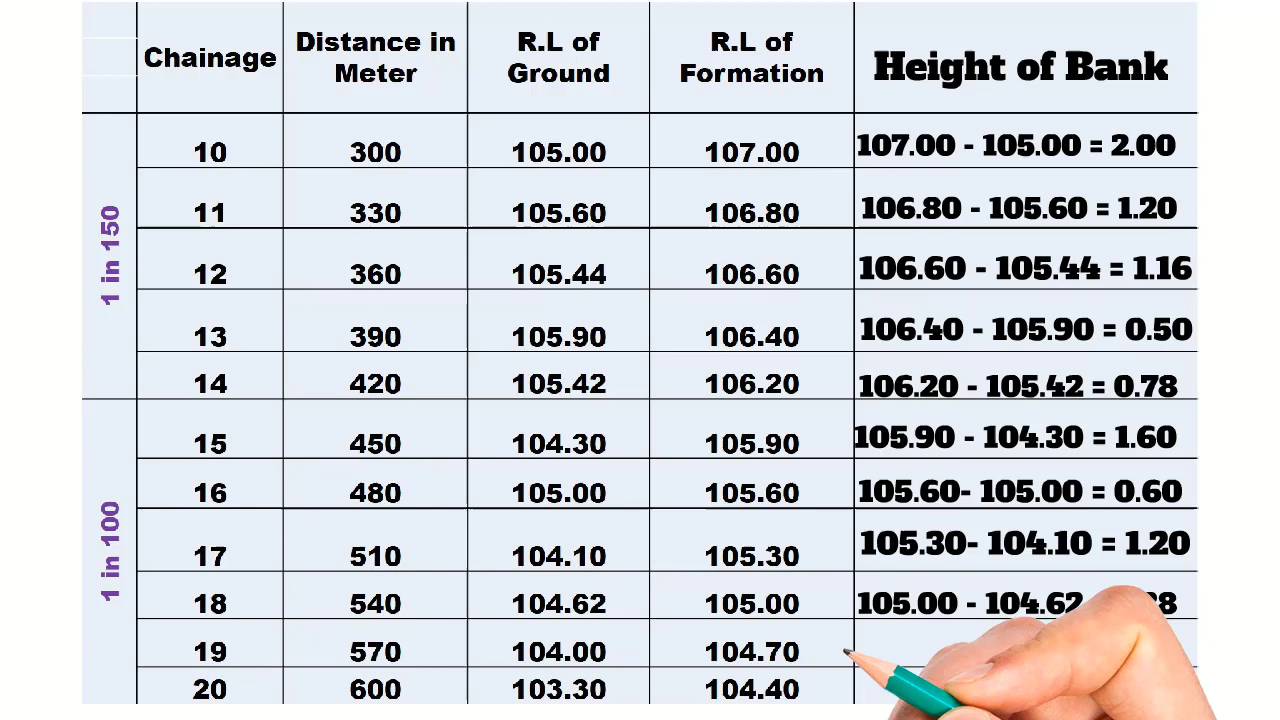 Chainage Distance in Meter R.L of Ground R.L of Formation Height of Bank
1 in 150
10 300 105.00 107.00 107.00 - 105.00 = 2.00
11 330 105.60 106.80 106.80 - 105.60 = 1.20
12 360 105.44 106.60 106.60 - 105.44 = 1.16
13 390 105.90 106.40 106.40 - 105.90 = 0.50
14 420 105.42 106.20 106.20 - 105.42 = 0.78
1 in 100
15 450 104.30 105.90 105.90 - 104.30 = 1.60
16 480 105.00 105.60 105.60- 105.00 = 0.60
17 510 104.10 105.30 105.30- 104.10 = 1.20
18 540 104.62 105.00 105.00 - 104.62
19 570 104.00 104.70
20 600 103.30 104.40